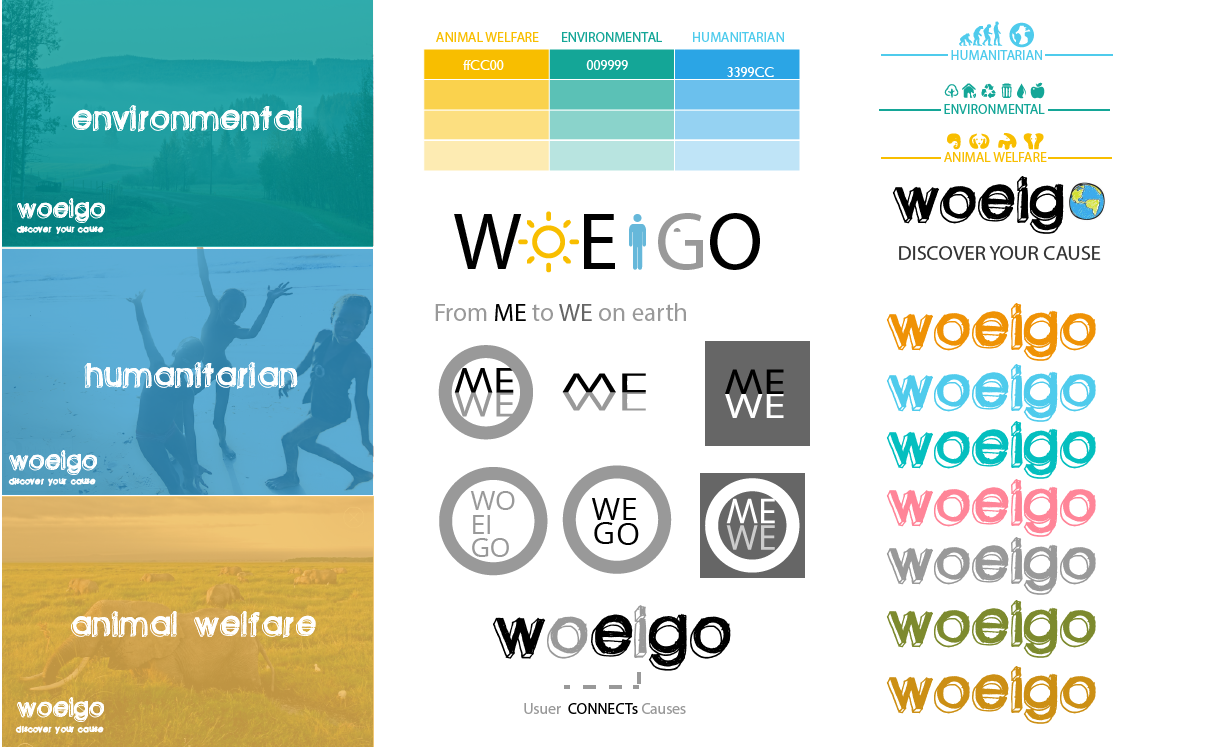 environmental
woeigo
discover your cause
humanitarian
woeigo
discover your cause
animal welfare
woeigo
discover your cause
ANIMAL WELFARE ENVIRONMENTAL HUMANITARIAN
ffCC00 009999 3399CC
WOEIGO
From ME to WE on earth
ME
WE
ME
WE
ME
WE
WO
EI
GO
WE
GO
ME
WE
woeigo
Usuer CONNECTs Causes
HUMANITARIAN
ENVIRONMENTAL
ANIMAL WELFARE
woeigo
DISCOVER YOUR CAUSE
woeigo
woeigo
woeigo
woeigo
woeigo
woeigo
woeigo